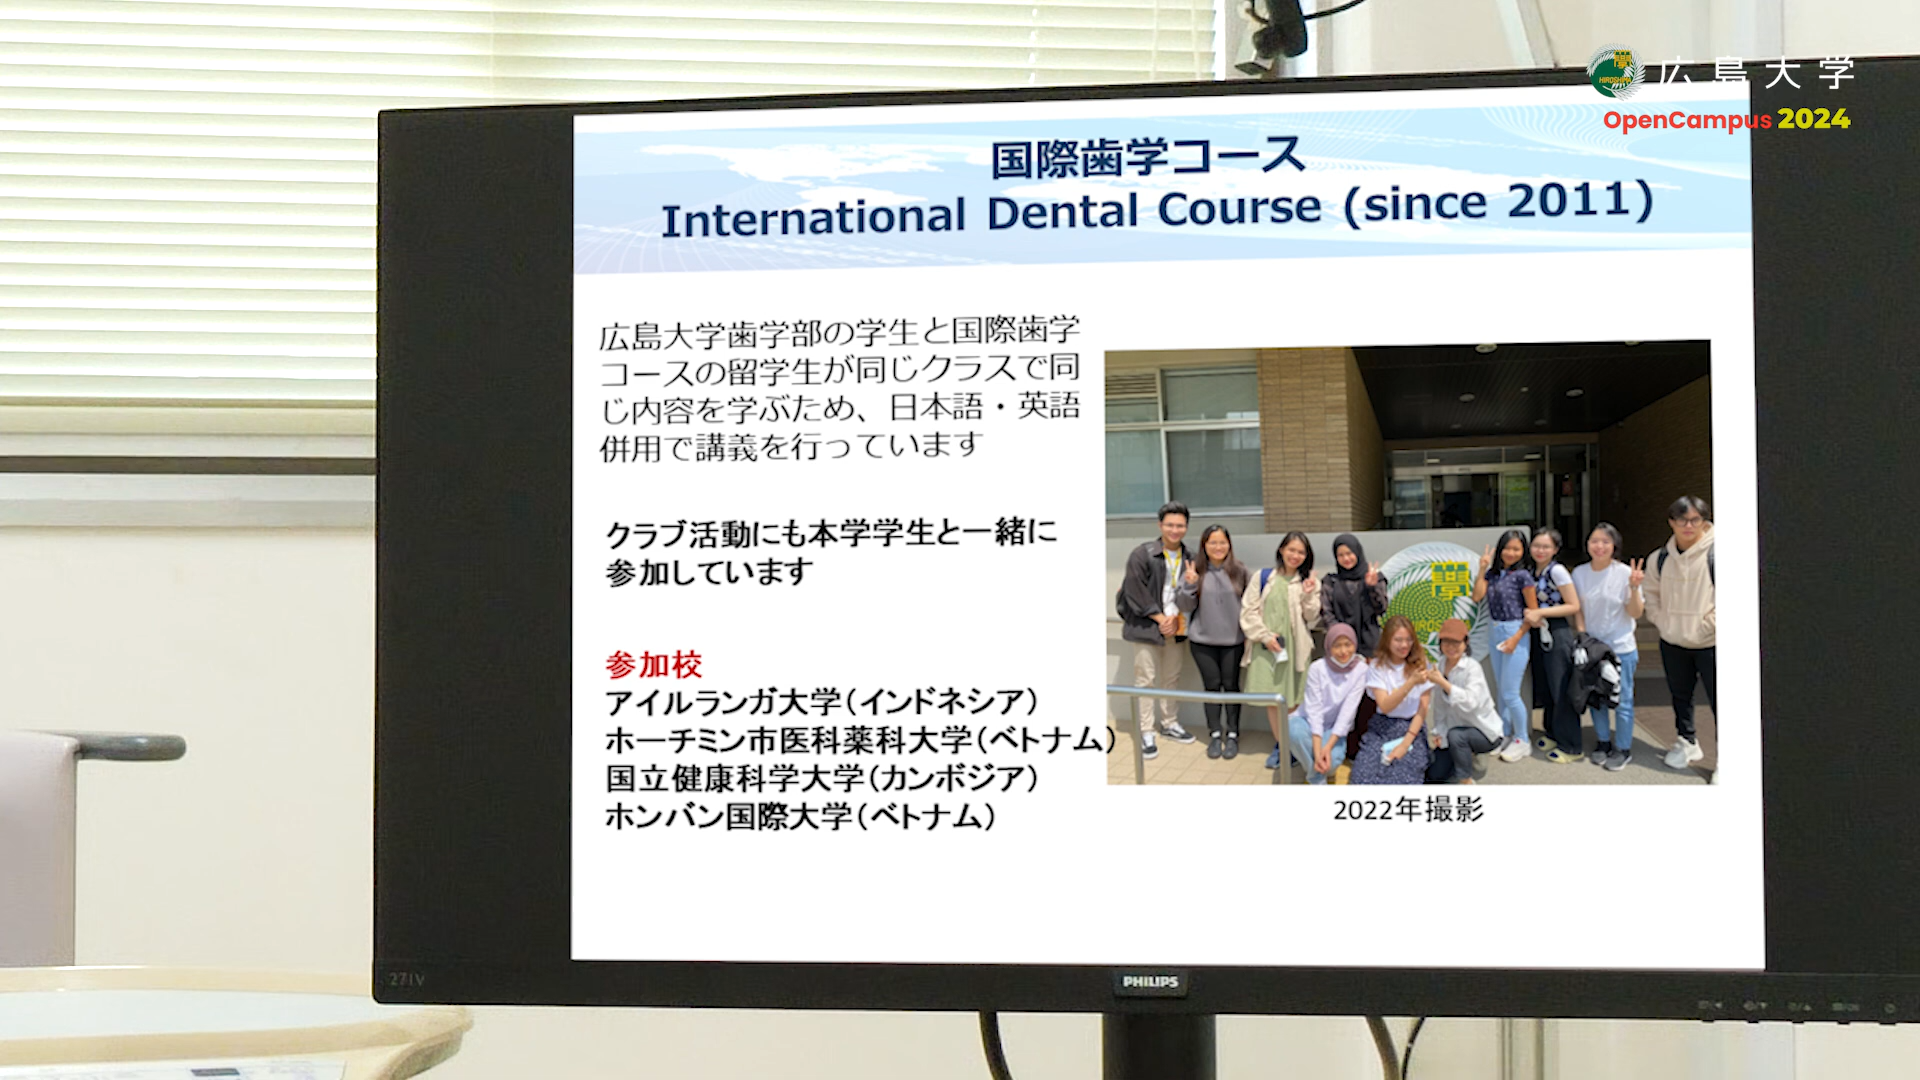 広島大学
OpenCampus 2024
国際歯学コース
International Dental Course (since 2011)
広島大学歯学部の学生と国際歯学
コースの留学生が同じクラスで同
じ内容を学ぶため、日本語・英語
併用で講義を行っています
クラブ活動にも本学学生と一緒に
参加しています
参加校
アイルランガ大学（インドネシア）
ホーチミン市医科薬科大学（ベトナム）
国立健康科学大学（カンボジア）
ホンバン国際大学（ベトナム）
學
HIROSHIMA
2022年撮影
271V
PHILIPS